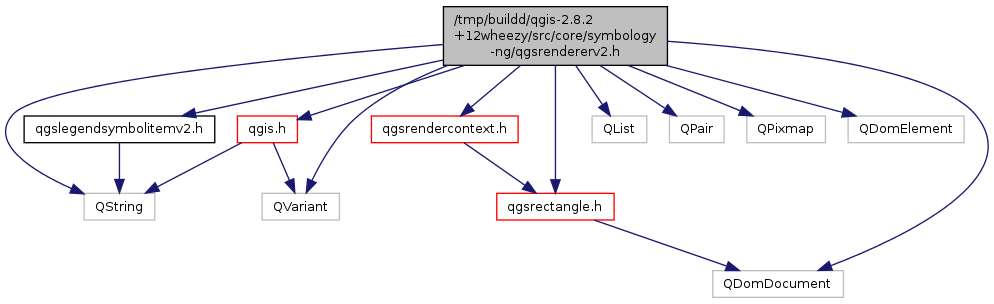 /tmp/buildd/qgis-2.8.2
+12wheezy/src/core/symbology
-ng/qgsrendererv2.h
qgslegendsymbolitemv2.h
qgis.h
qgsrendercontext.h
QList
QPair
QPixmap
QDomElement
QString
QVariant
qgsrectangle.h
QDomDocument